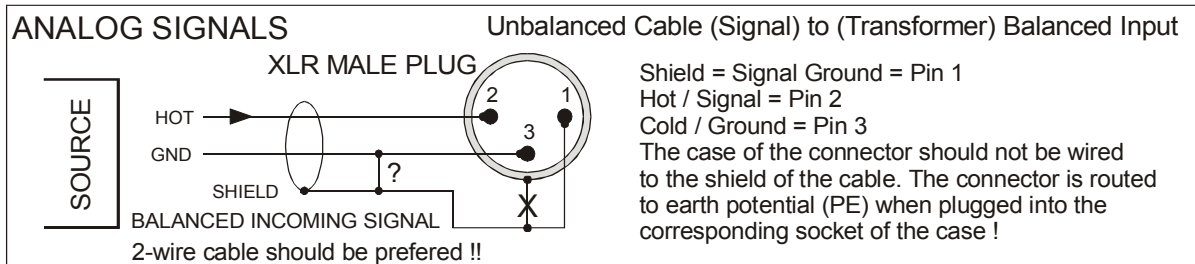 ANALOG SIGNALS
Unbalanced Cable (Signal) to (Transformer) Balanced Input
XLR MALE PLUG
SOURCE
HOT
GND
SHIELD
?
2
1
3
X
BALANCED INCOMING SIGNAL
2-wire cable should be prefered !!
Shield = Signal Ground = Pin 1
Hot / Signal = Pin 2
Cold / Ground = Pin 3
The case of the connector should not be wired
to the shield of the cable. The connector is routed
to earth potential (PE) when plugged into the
corresponding socket of the case !